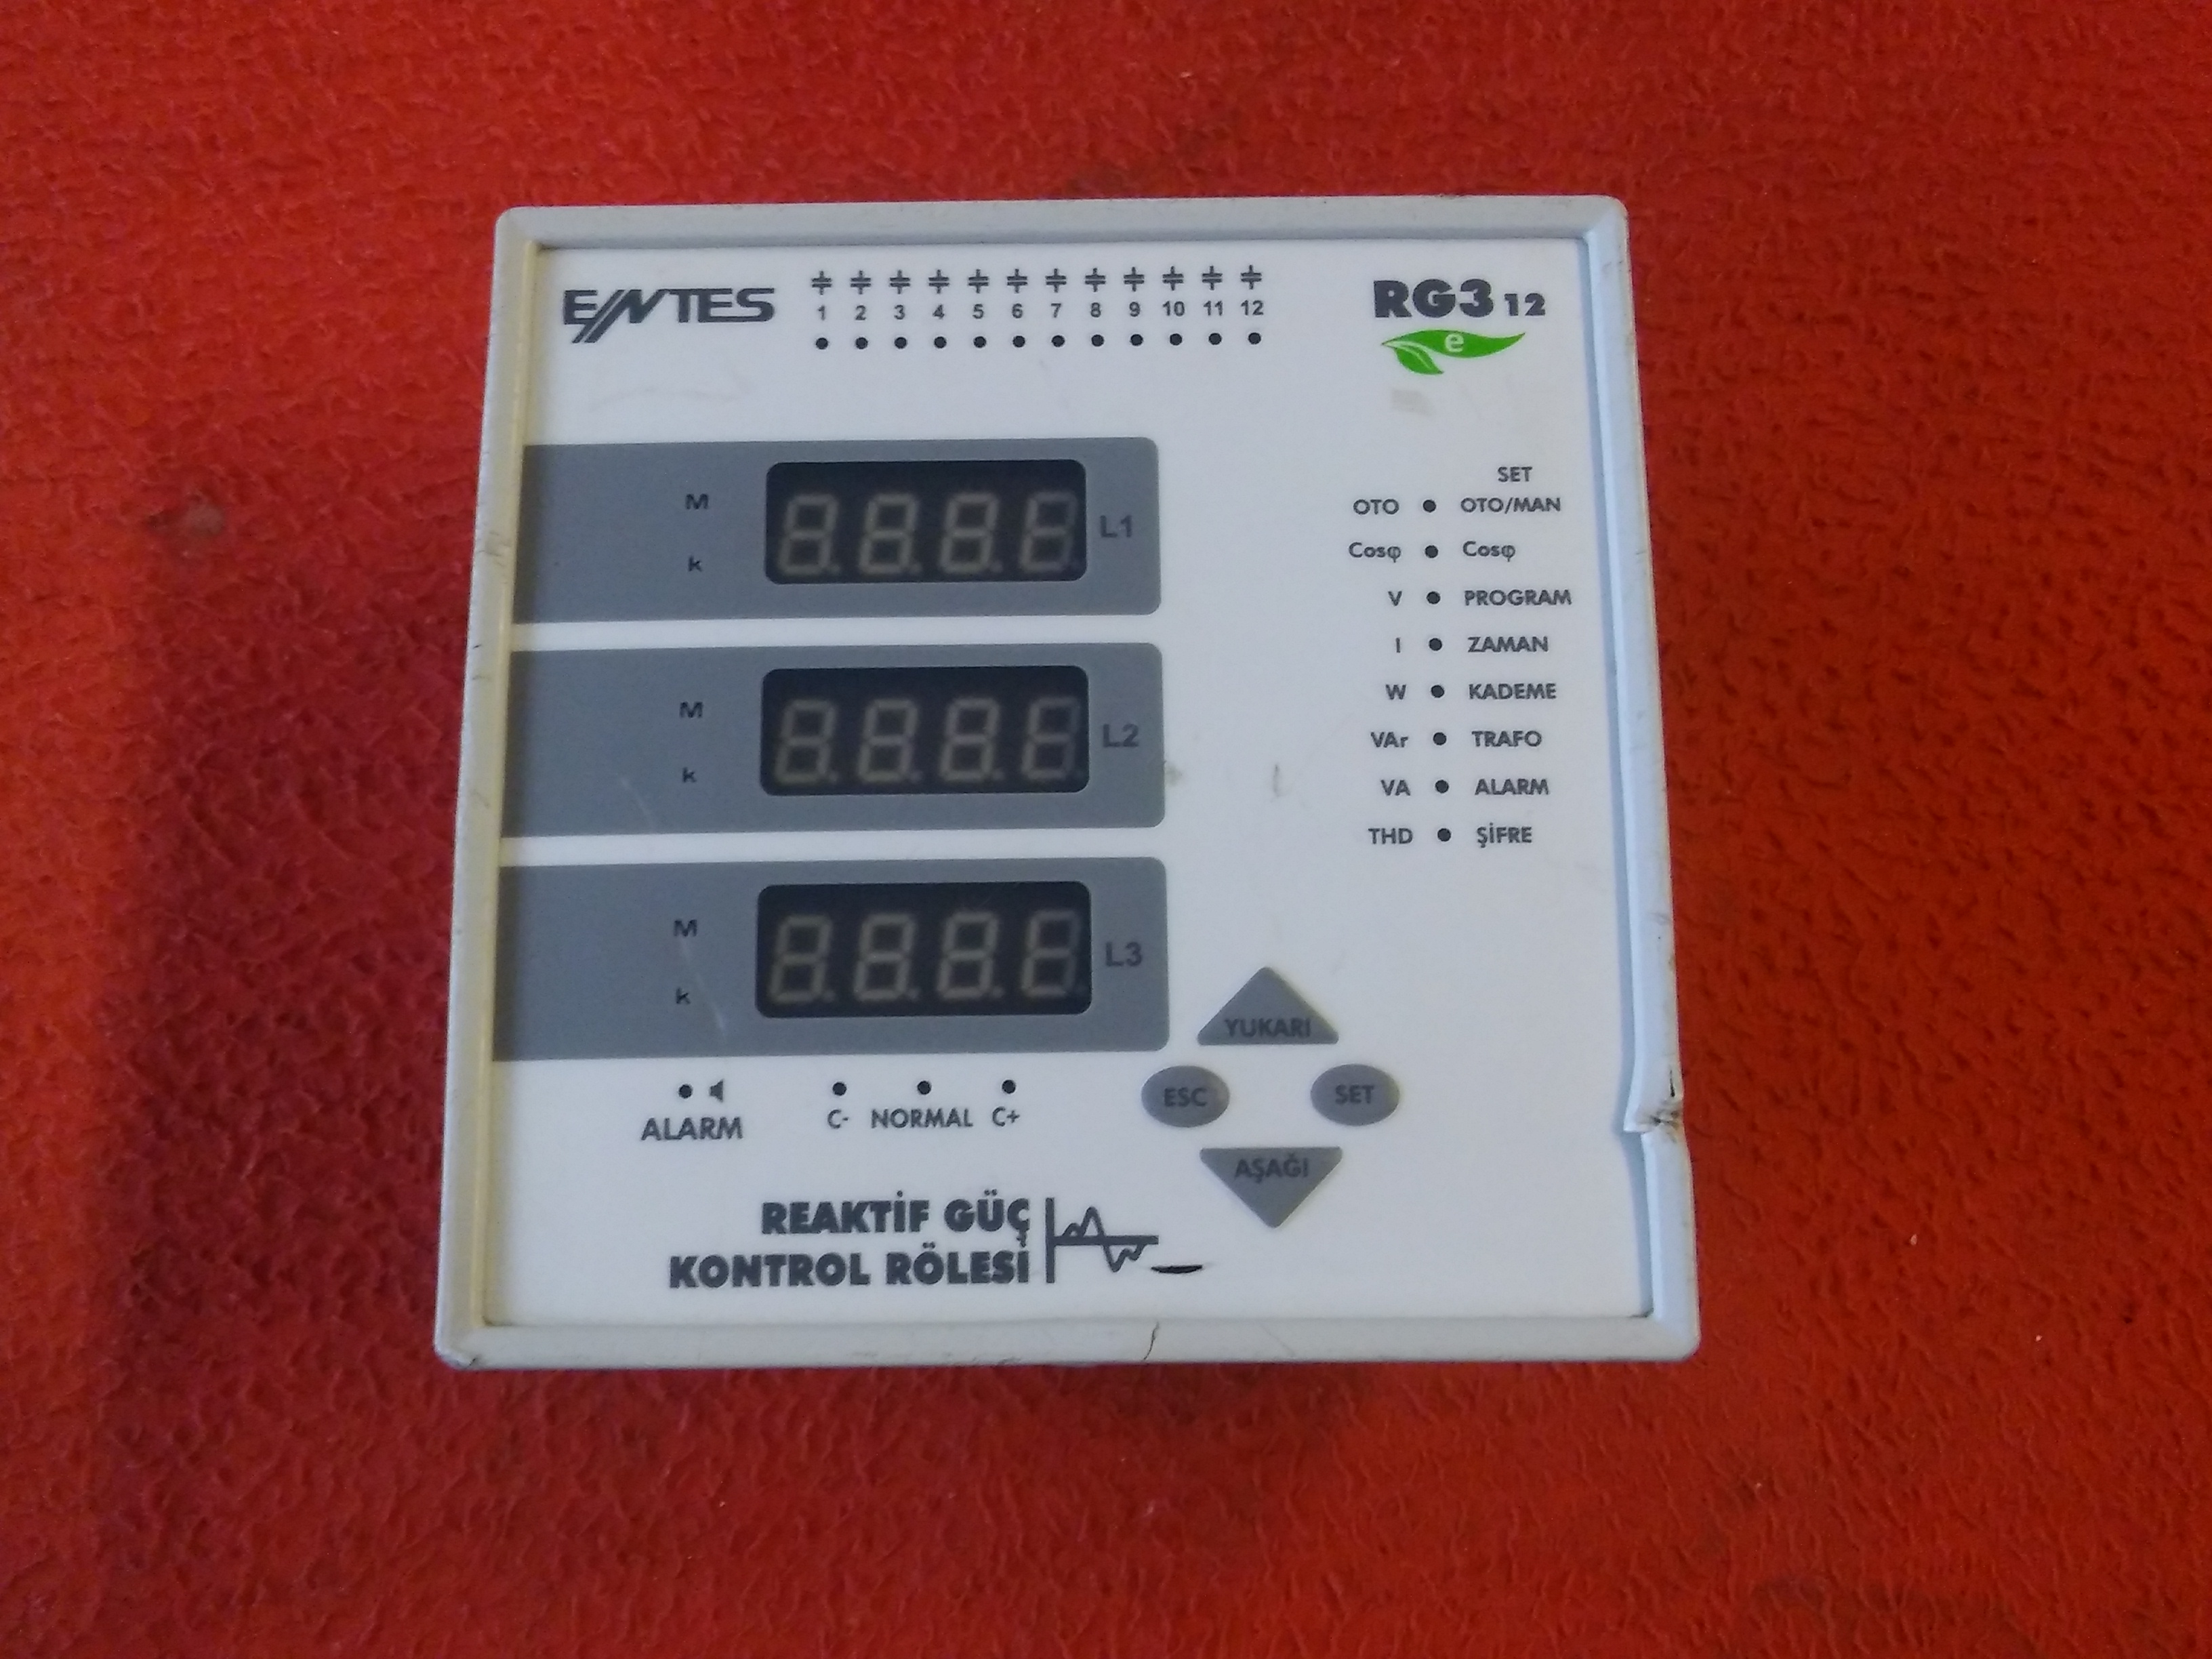 ENTES
1 2 3 4 5 6 7 8 9 10 11 12
RG3 12
e
SET
OTO OTO/MAN
Cosφ Cosφ
V PROGRAM
I ZAMAN
W KADEME
VAr TRAFO
VA ALARM
THD ŞİFRE
M
k
L1
M
k
L2
M
k
L3
YUKARI
ESC SET
AŞAĞI
ALARM
C- NORMAL C+
REAKTİF GÜÇ
KONTROL RÖLESİ